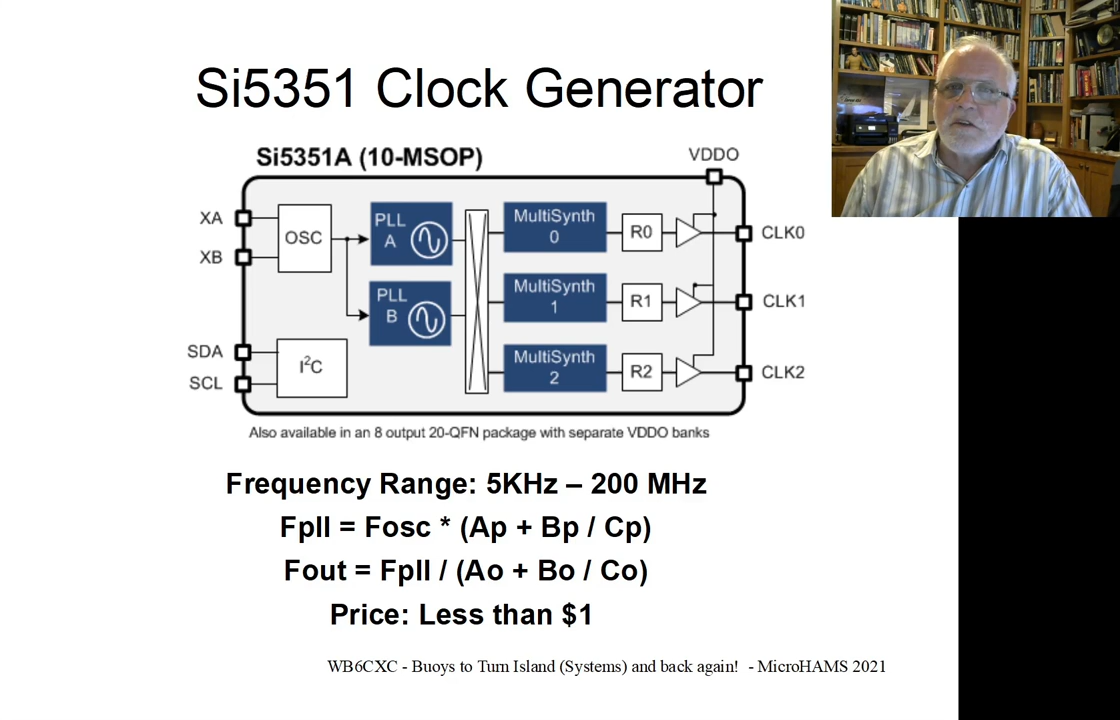 Si5351 Clock Generator
Si5351A (10-MSOP)
VDDO
XA
XB
OSC
PLL
A
PLL
B
MultiSynth
0
R0
CLK0
MultiSynth
1
R1
CLK1
MultiSynth
2
R2
CLK2
SDA
SCL
I²C
Also available in an 8 output 20-QFN package with separate VDDO banks
Frequency Range: 5KHz – 200 MHz
Fpll = Fosc * (Ap + Bp / Cp)
Fout = Fpll / (Ao + Bo / Co)
Price: Less than $1
WB6CXC - Buoys to Turn Island (Systems) and back again! - MicroHAMS 2021